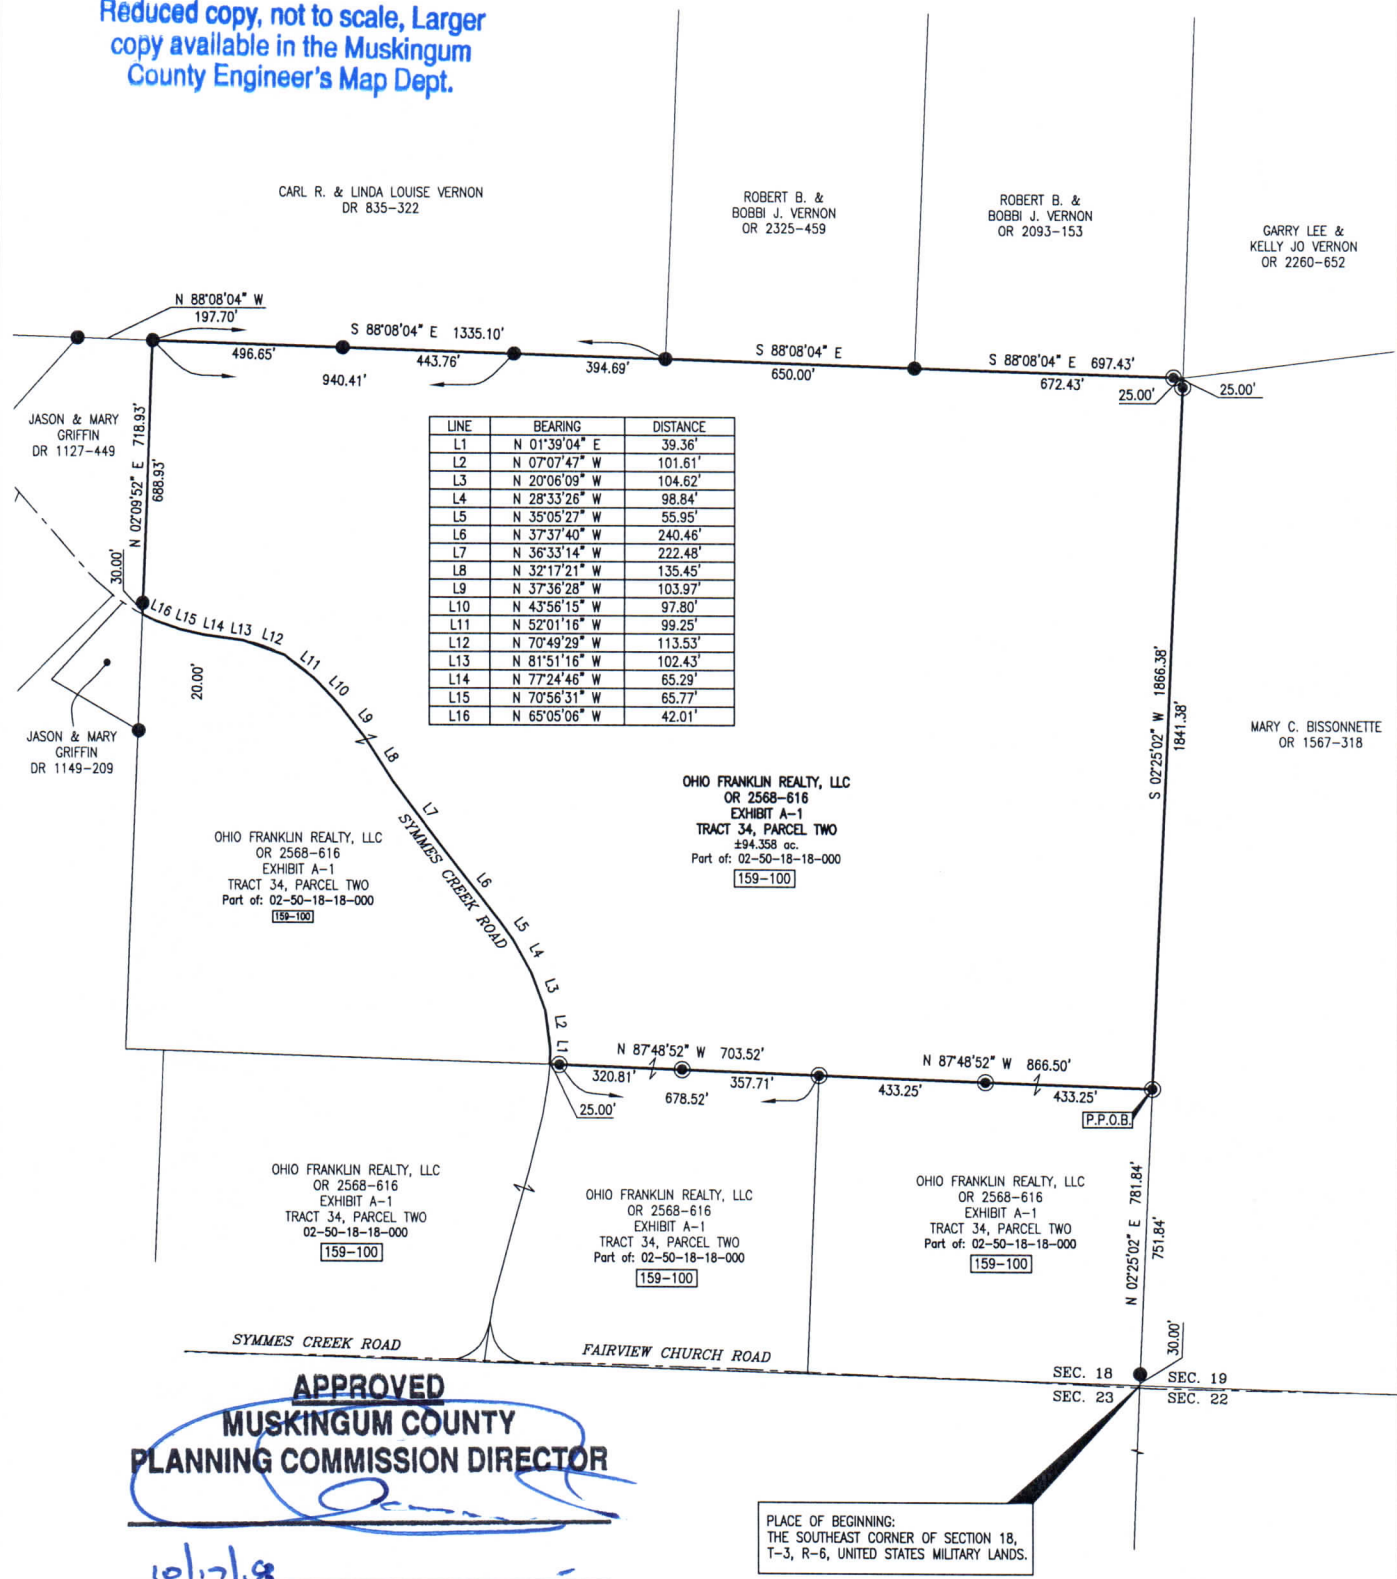 Reduced copy, not to scale, Larger
copy available in the Muskingum
County Engineer's Map Dept.
CARL R. & LINDA LOUISE VERNON
DR 835-322
ROBERT B. &
BOBBI J. VERNON
OR 2325-459
ROBERT B. &
BOBBI J. VERNON
OR 2093-153
GARRY LEE &
KELLY JO VERNON
OR 2260-652
N 88°08'04" W
197.70'
S 88°08'04" E 1335.10'
496.65'
443.76'
940.41'
394.69'
S 88°08'04" E
650.00'
S 88°08'04" E 697.43'
672.43'
25.00'
25.00'
JASON & MARY
GRIFFIN
DR 1127-449
N 02°09'52" E 718.93'
688.93'
30.00'
LINE BEARING DISTANCE
L1 N 01°39'04" E 39.36'
L2 N 07°07'47" W 101.61'
L3 N 20°06'09" W 104.62'
L4 N 28°33'26" W 98.84'
L5 N 35°05'27" W 55.95'
L6 N 37°37'40" W 240.46'
L7 N 36°33'14" W 222.48'
L8 N 32°17'21" W 135.45'
L9 N 37°36'28" W 103.97'
L10 N 43°56'15" W 97.80'
L11 N 52°01'16" W 99.25'
L12 N 70°49'29" W 113.53'
L13 N 81°51'16" W 102.43'
L14 N 77°24'46" W 65.29'
L15 N 70°56'31" W 65.77'
L16 N 65°05'06" W 42.01'
L16 L15 L14 L13 L12
L11
L10
L9
L8
L7
L6
L5
L4
L3
L2
L1
20.00'
JASON & MARY
GRIFFIN
DR 1149-209
SYMMES CREEK ROAD
S 02°25'02" W 1866.38'
1841.38'
MARY C. BISSONNETTE
OR 1567-318
OHIO FRANKLIN REALTY, LLC
OR 2568-616
EXHIBIT A-1
TRACT 34, PARCEL TWO
±94.358 ac.
Part of: 02-50-18-18-000
159-100
OHIO FRANKLIN REALTY, LLC
OR 2568-616
EXHIBIT A-1
TRACT 34, PARCEL TWO
Part of: 02-50-18-18-000
159-100
N 87°48'52" W 703.52'
320.81'
357.71'
678.52'
25.00'
N 87°48'52" W 866.50'
433.25'
433.25'
P.P.O.B.
OHIO FRANKLIN REALTY, LLC
OR 2568-616
EXHIBIT A-1
TRACT 34, PARCEL TWO
02-50-18-18-000
159-100
OHIO FRANKLIN REALTY, LLC
OR 2568-616
EXHIBIT A-1
TRACT 34, PARCEL TWO
Part of: 02-50-18-18-000
159-100
OHIO FRANKLIN REALTY, LLC
OR 2568-616
EXHIBIT A-1
TRACT 34, PARCEL TWO
Part of: 02-50-18-18-000
159-100
N 02°25'02" E 781.84'
751.84'
30.00'
SYMMES CREEK ROAD
FAIRVIEW CHURCH ROAD
SEC. 18 SEC. 19
SEC. 23 SEC. 22
APPROVED
MUSKINGUM COUNTY
PLANNING COMMISSION DIRECTOR
PLACE OF BEGINNING:
THE SOUTHEAST CORNER OF SECTION 18,
T-3, R-6, UNITED STATES MILITARY LANDS.